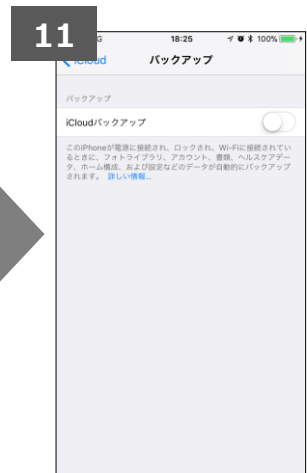 11
G 18:25 100%
iCloud バックアップ
バックアップ
iCloudバックアップ
このiPhoneが電源に接続され、ロックされ、Wi-Fiに接続されてい
るときに、フォトライブラリ、アカウント、書類、ヘルスケアデー
タ、ホーム構成、および設定などのデータが自動的にバックアップ
されます。 詳しい情報...